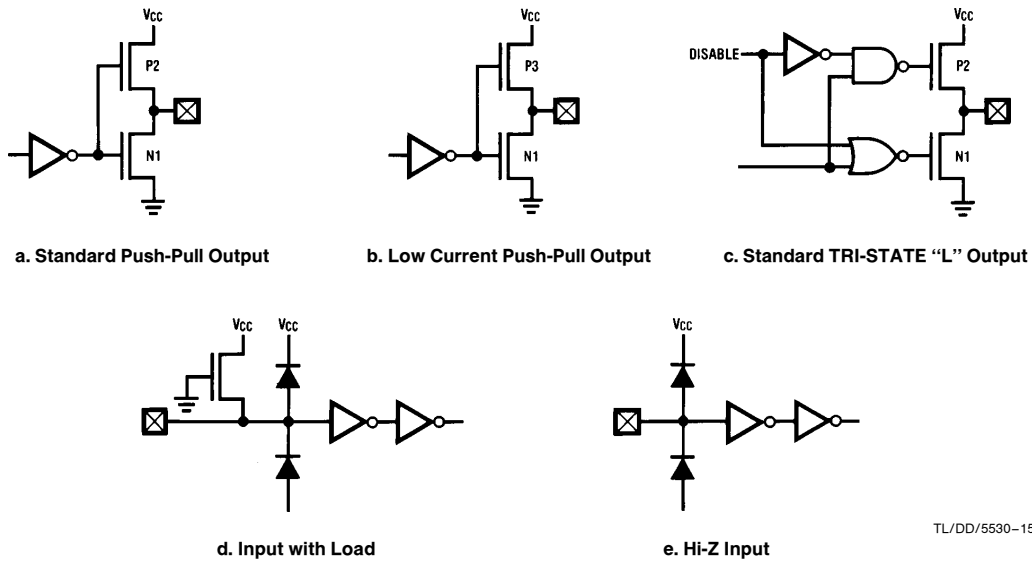 VCC
P2
N1
a. Standard Push-Pull Output
VCC
P3
N1
b. Low Current Push-Pull Output
DISABLE
VCC
P2
N1
c. Standard TRI-STATE “L” Output
VCC
VCC
d. Input with Load
VCC
e. Hi-Z Input
TL/DD/5530–15